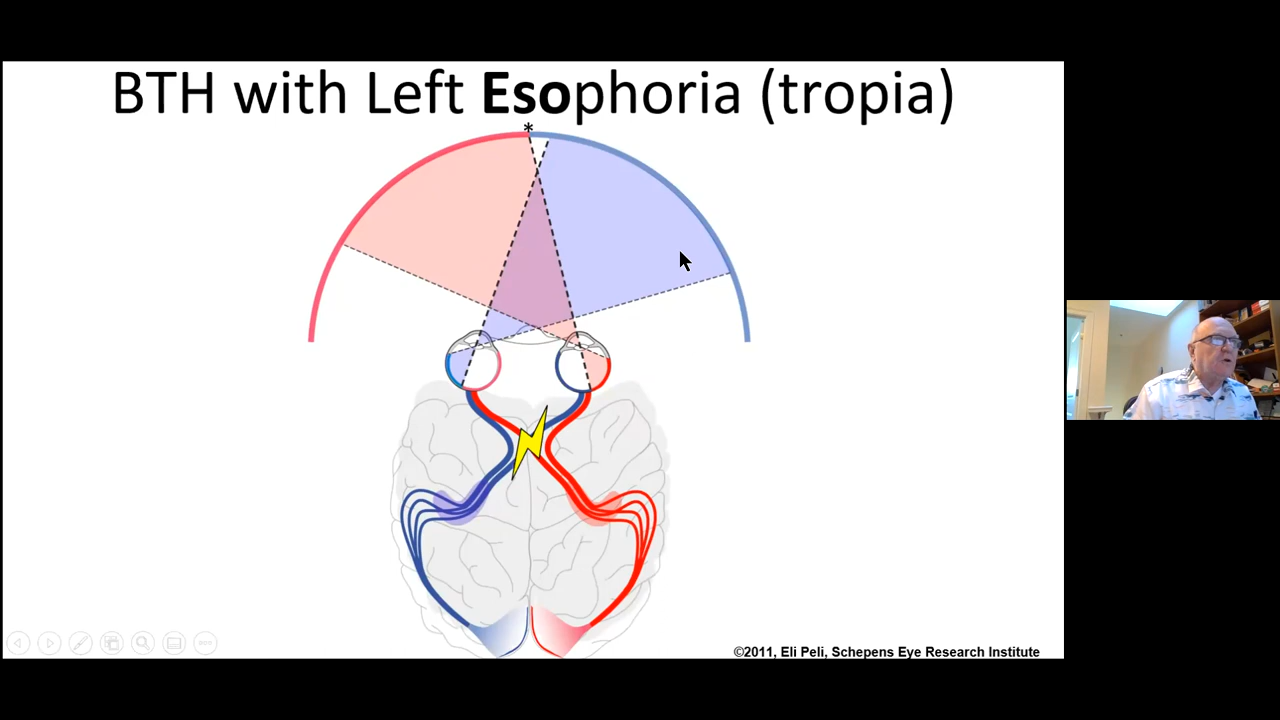 BTH with Left Esophoria (tropia)
*
©2011, Eli Peli, Schepens Eye Research Institute